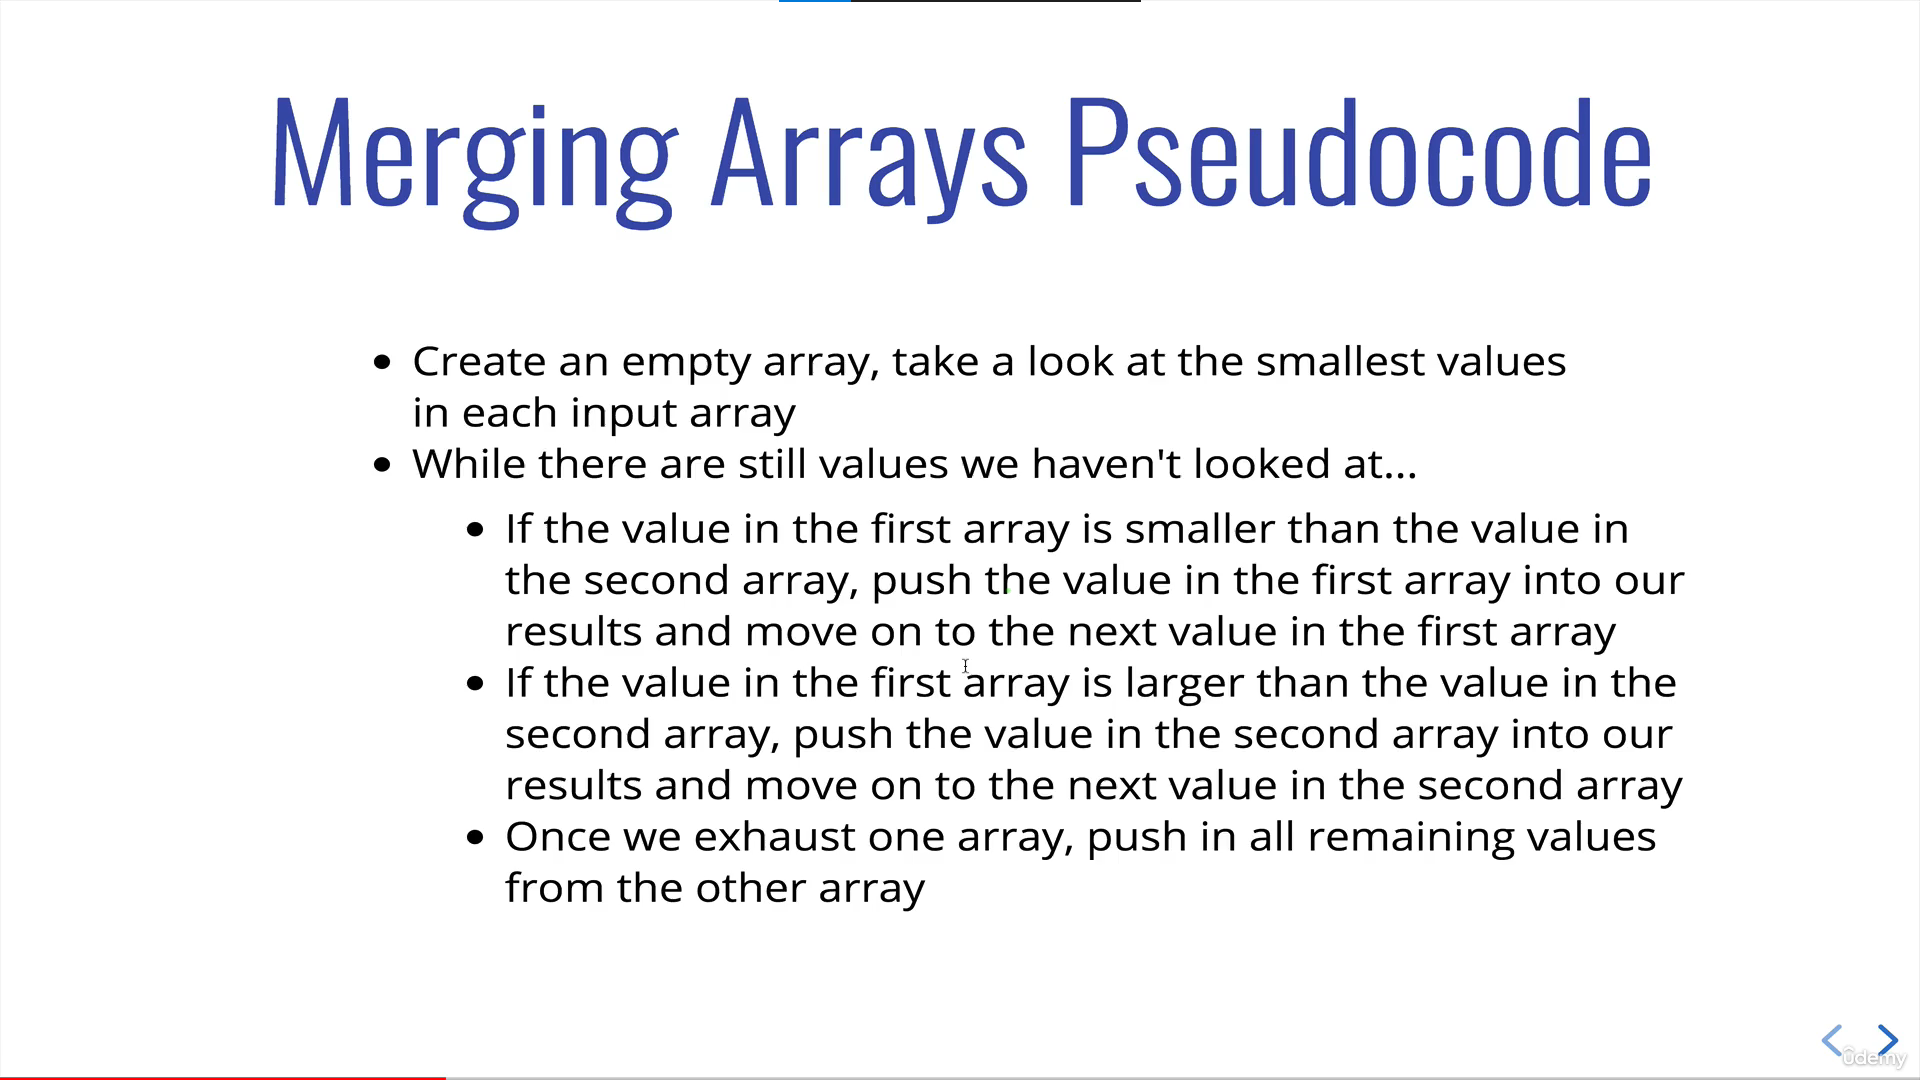 Merging Arrays Pseudocode
• Create an empty array, take a look at the smallest values
in each input array
• While there are still values we haven't looked at...
• If the value in the first array is smaller than the value in
the second array, push the value in the first array into our
results and move on to the next value in the first array
• If the value in the first array is larger than the value in the
second array, push the value in the second array into our
results and move on to the next value in the second array
• Once we exhaust one array, push in all remaining values
from the other array
ûdemy